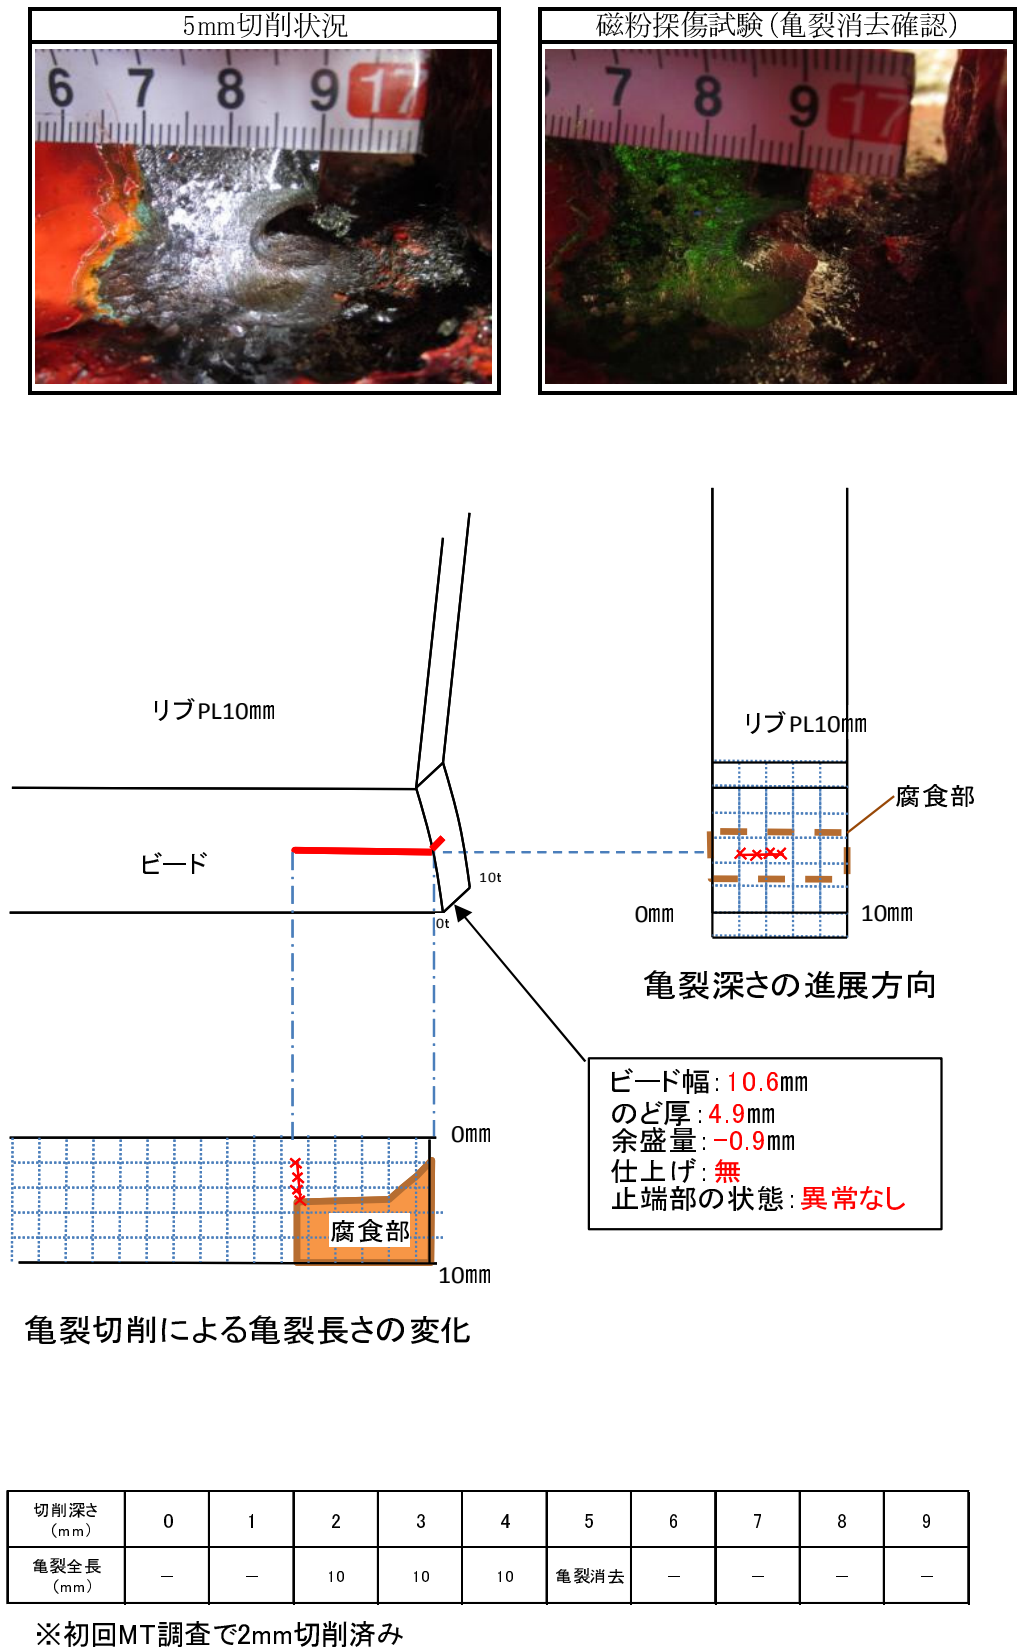 5mm切削状況
磁粉探傷試験(亀裂消去確認)
6 7 8 9 17
7 8 9 17
リブPL10mm
リブPL10mm
腐食部
ビード
10t
0t
0mm
10mm
亀裂深さの進展方向
ビード幅:10.6mm
のど厚:4.9mm
余盛量:-0.9mm
仕上げ:無
止端部の状態:異常なし
0mm
腐食部
10mm
亀裂切削による亀裂長さの変化
切削深さ(mm) 0 1 2 3 4 5 6 7 8 9
亀裂全長(mm) － － 10 10 10 亀裂消去 － － － －
※初回MT調査で2mm切削済み